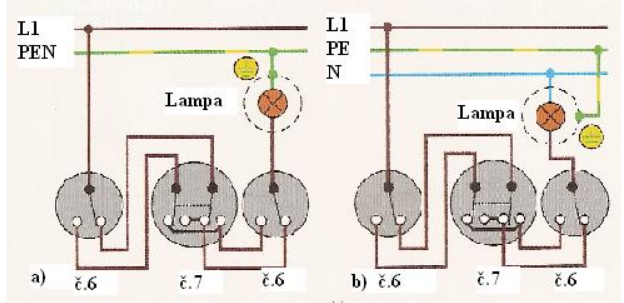 L1
PEN
Lampa
a) č.6 č.7 č.6
L1
PE
N
Lampa
b) č.6 č.7 č.6